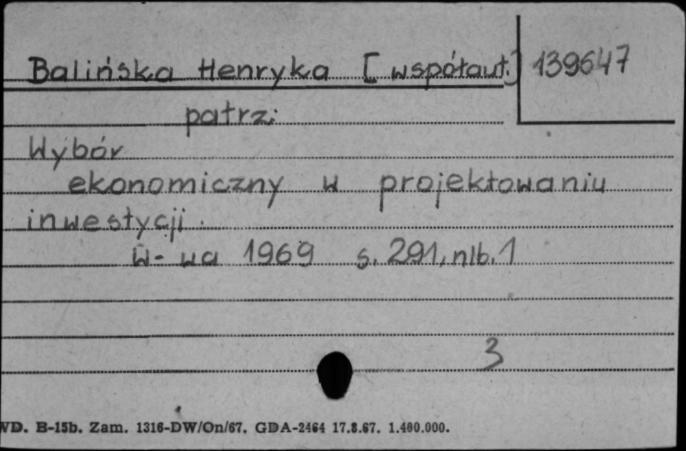 Balińska Henryka [współaut.] 139647
patrz:
Wybór
ekonomiczny w projektowaniu
inwestycji.
W-wa 1969 s. 291, nlb. 1
3
WD. B-15b. Zam. 1316-DW/On/67. GDA-2464 17.8.67. 1.400.000.